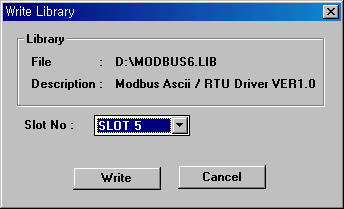 Write Library
Library
File : D:\MODBUS6.LIB
Description : Modbus Ascii / RTU Driver VER1.0
Slot No : SLOT 5
Write Cancel